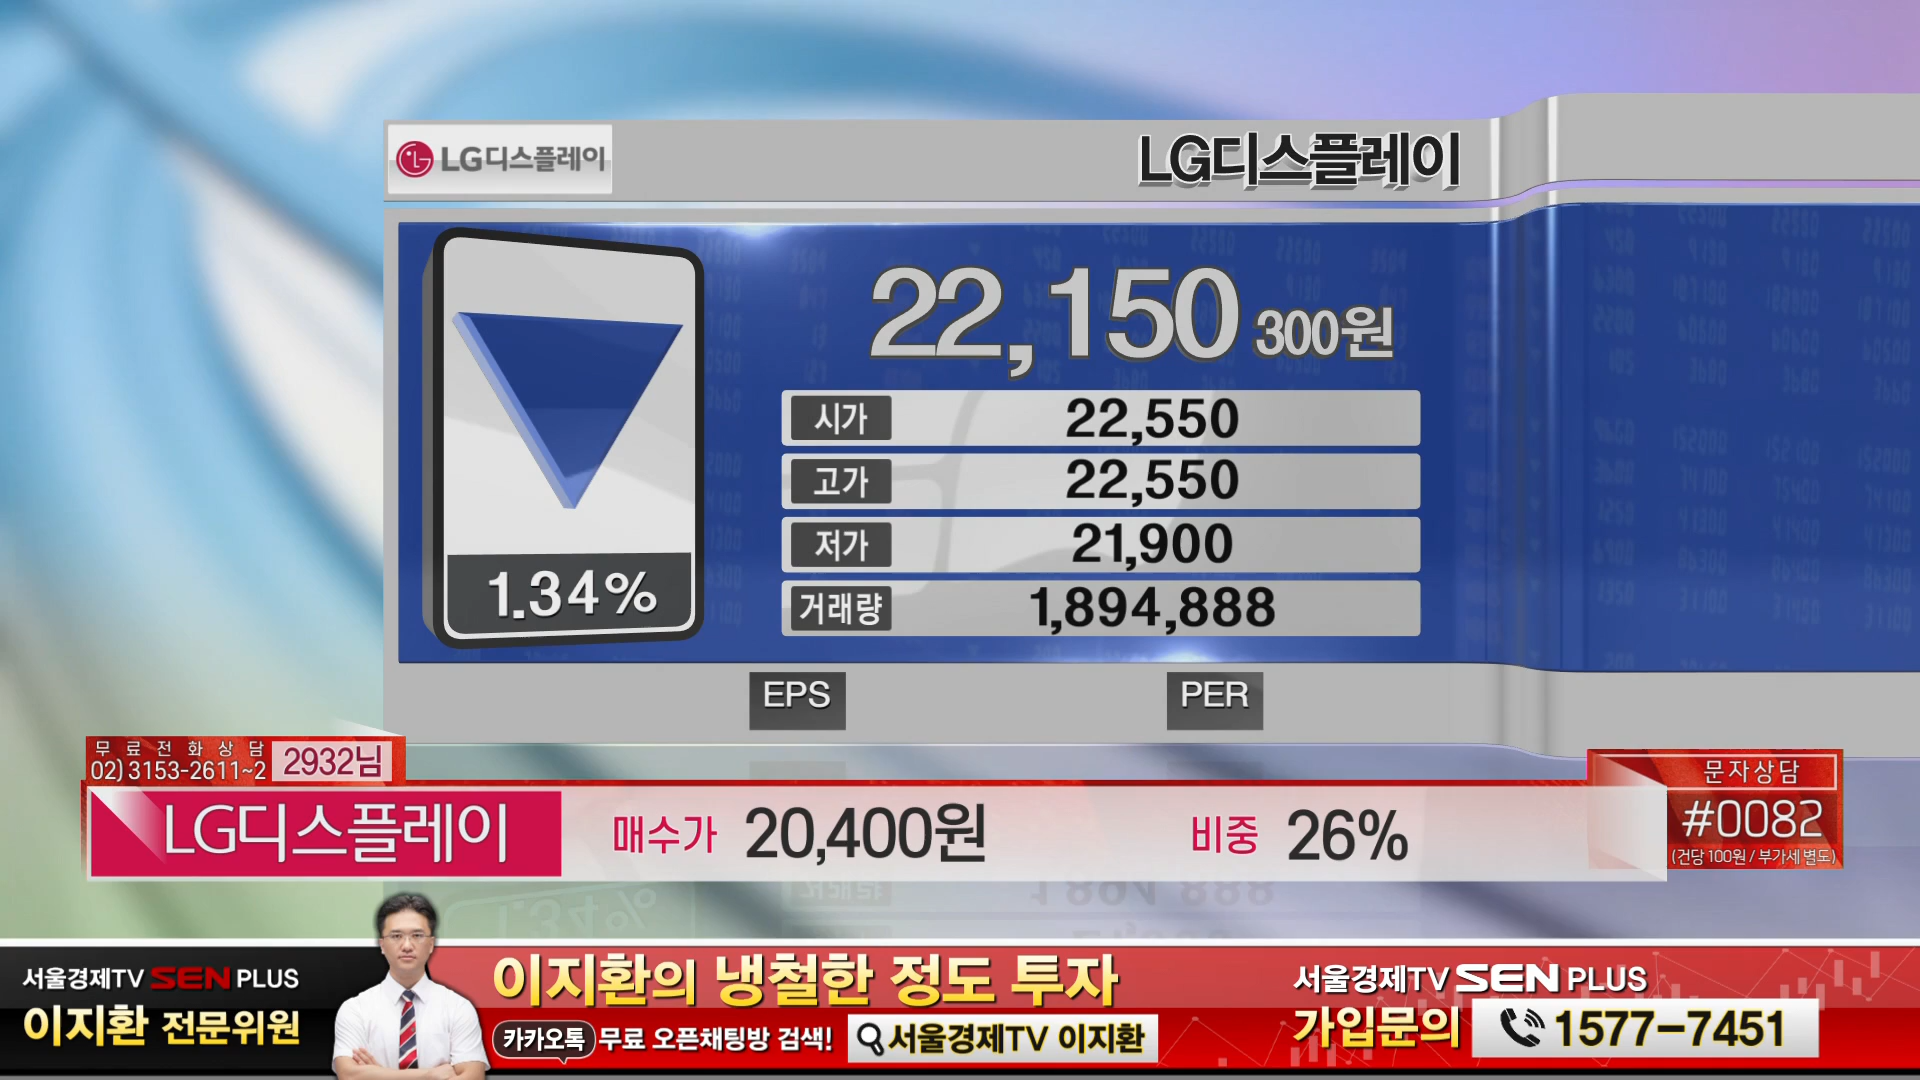 LG디스플레이
LG디스플레이
22,150 300원
1.34%
시가 22,550
고가 22,550
저가 21,900
거래량 1,894,888
EPS PER
무료전화상담
02)3153-2611~2
2932님
LG디스플레이 매수가 20,400원 비중 26%
문자상담
#0082
(건당 100원 / 부가세 별도)
서울경제TV SEN PLUS
이지환 전문위원
이지환의 냉철한 정도 투자
카카오톡 무료 오픈채팅방 검색! 서울경제TV 이지환
서울경제TV SEN PLUS
가입문의 1577-7451